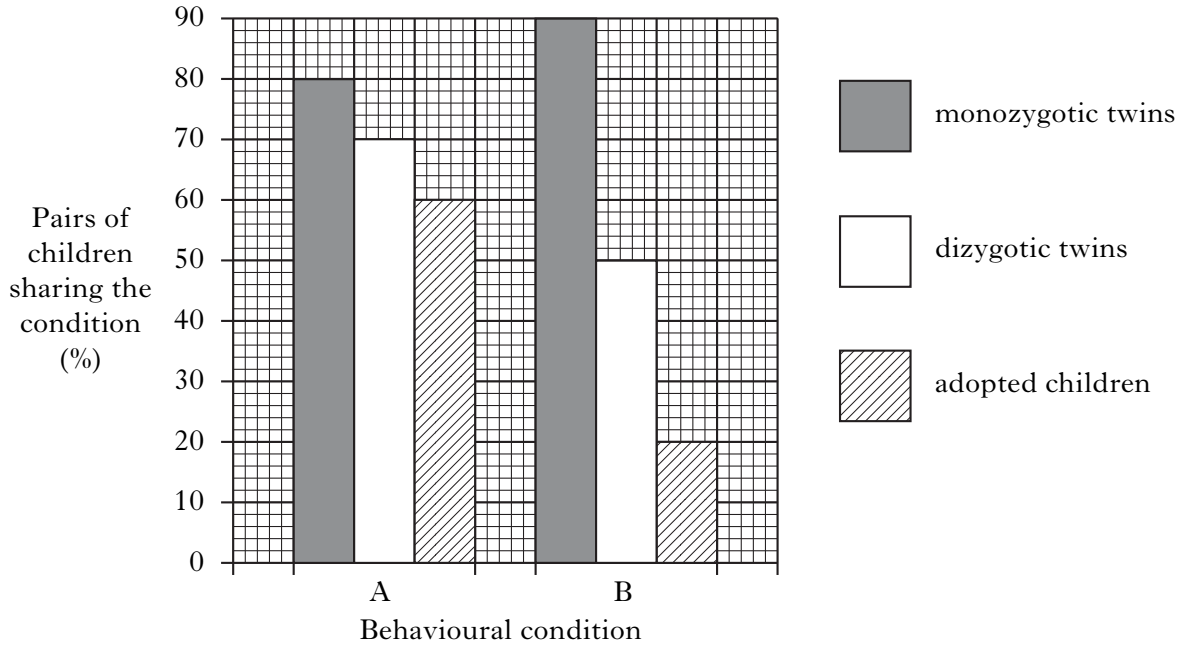 90
80
70
60
50
40
30
20
10
0
Pairs of
children
sharing the
condition
(%)
A
B
Behavioural condition
monozygotic twins
dizygotic twins
adopted children